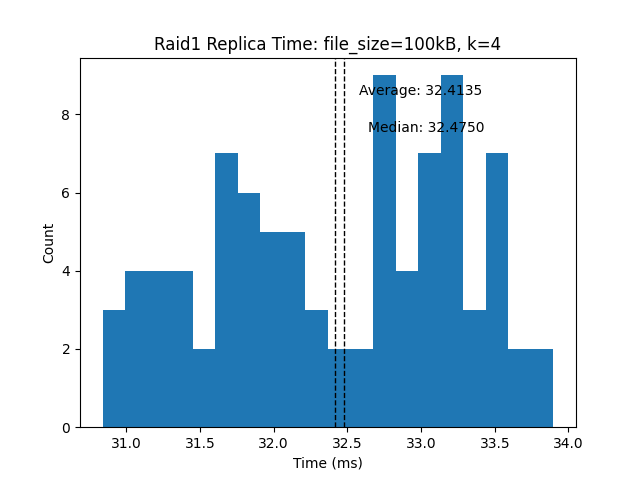 Raid1 Replica Time: file_size=100kB, k=4
Average: 32.4135
Median: 32.4750
Count
8
6
4
2
0
31.0 31.5 32.0 32.5 33.0 33.5 34.0
Time (ms)